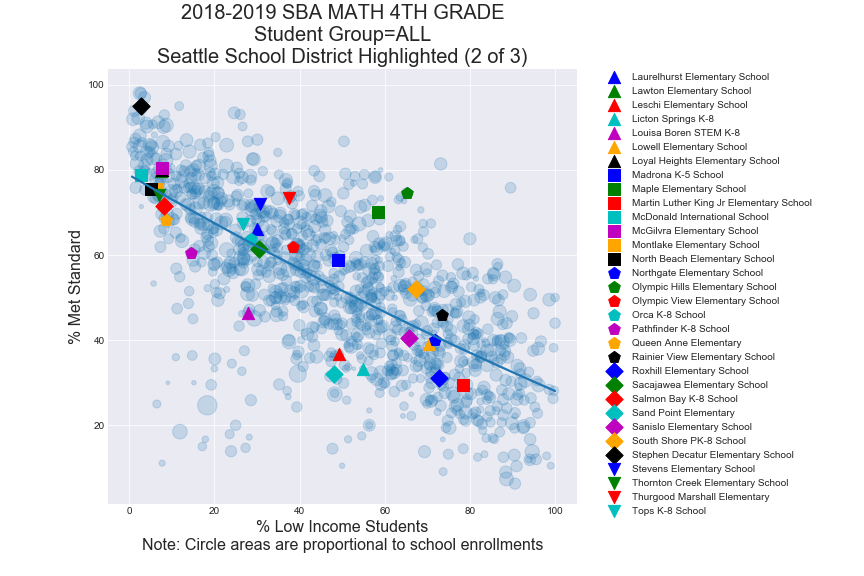 2018-2019 SBA MATH 4TH GRADE
Student Group=ALL
Seattle School District Highlighted (2 of 3)
% Met Standard
100
80
60
40
20
0
20
40
60
80
100
% Low Income Students
Note: Circle areas are proportional to school enrollments
Laurelhurst Elementary School
Lawton Elementary School
Leschi Elementary School
Licton Springs K-8
Louisa Boren STEM K-8
Lowell Elementary School
Loyal Heights Elementary School
Madrona K-5 School
Maple Elementary School
Martin Luther King Jr Elementary School
McDonald International School
McGilvra Elementary School
Montlake Elementary School
North Beach Elementary School
Northgate Elementary School
Olympic Hills Elementary School
Olympic View Elementary School
Orca K-8 School
Pathfinder K-8 School
Queen Anne Elementary
Rainier View Elementary School
Roxhill Elementary School
Sacajawea Elementary School
Salmon Bay K-8 School
Sand Point Elementary
Sanislo Elementary School
South Shore PK-8 School
Stephen Decatur Elementary School
Stevens Elementary School
Thornton Creek Elementary School
Thurgood Marshall Elementary
Tops K-8 School